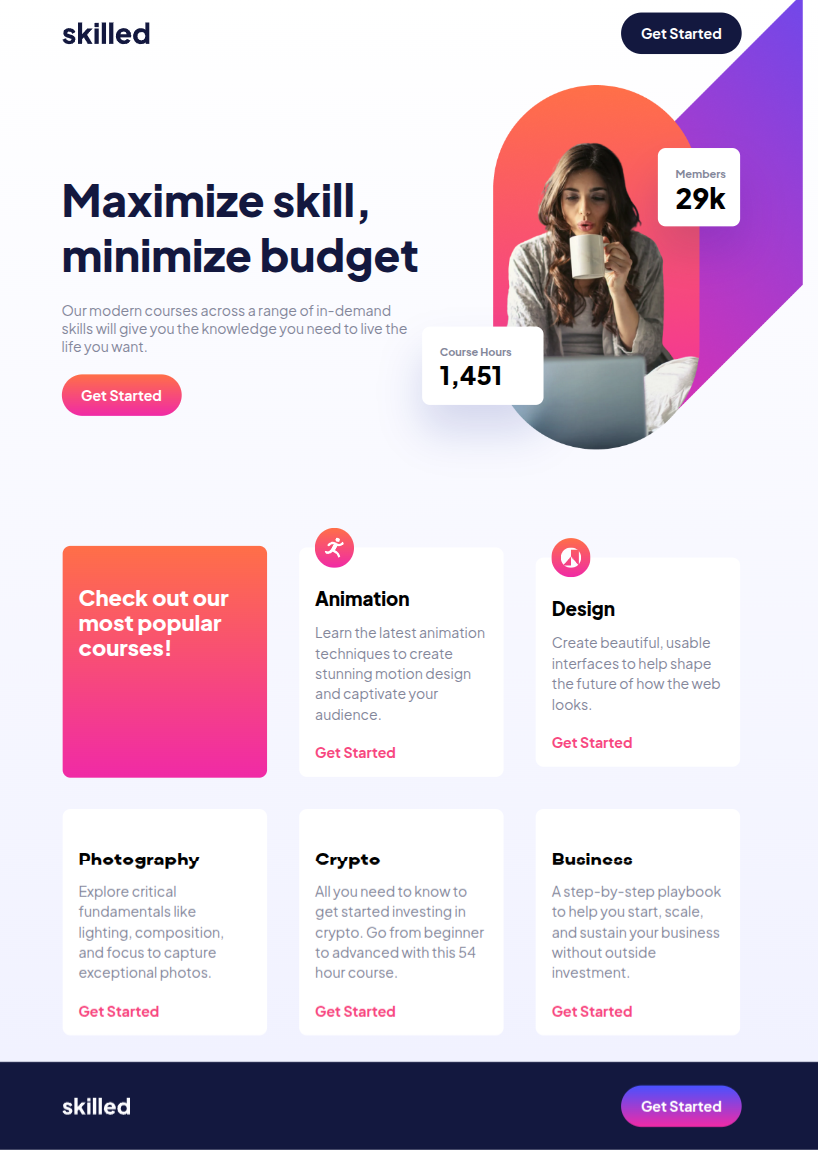 skilled
Get Started
Maximize skill,
minimize budget
Our modern courses across a range of in-demand
skills will give you the knowledge you need to live the
life you want.
Get Started
Members
29k
Course Hours
1,451
Check out our
most popular
courses!
Animation
Learn the latest animation
techniques to create
stunning motion design
and captivate your
audience.
Get Started
Design
Create beautiful, usable
interfaces to help shape
the future of how the web
looks.
Get Started
Photography
Explore critical
fundamentals like
lighting, composition,
and focus to capture
exceptional photos.
Get Started
Crypto
All you need to know to
get started investing in
crypto. Go from beginner
to advanced with this 54
hour course.
Get Started
Business
A step-by-step playbook
to help you start, scale,
and sustain your business
without outside
investment.
Get Started
skilled
Get Started